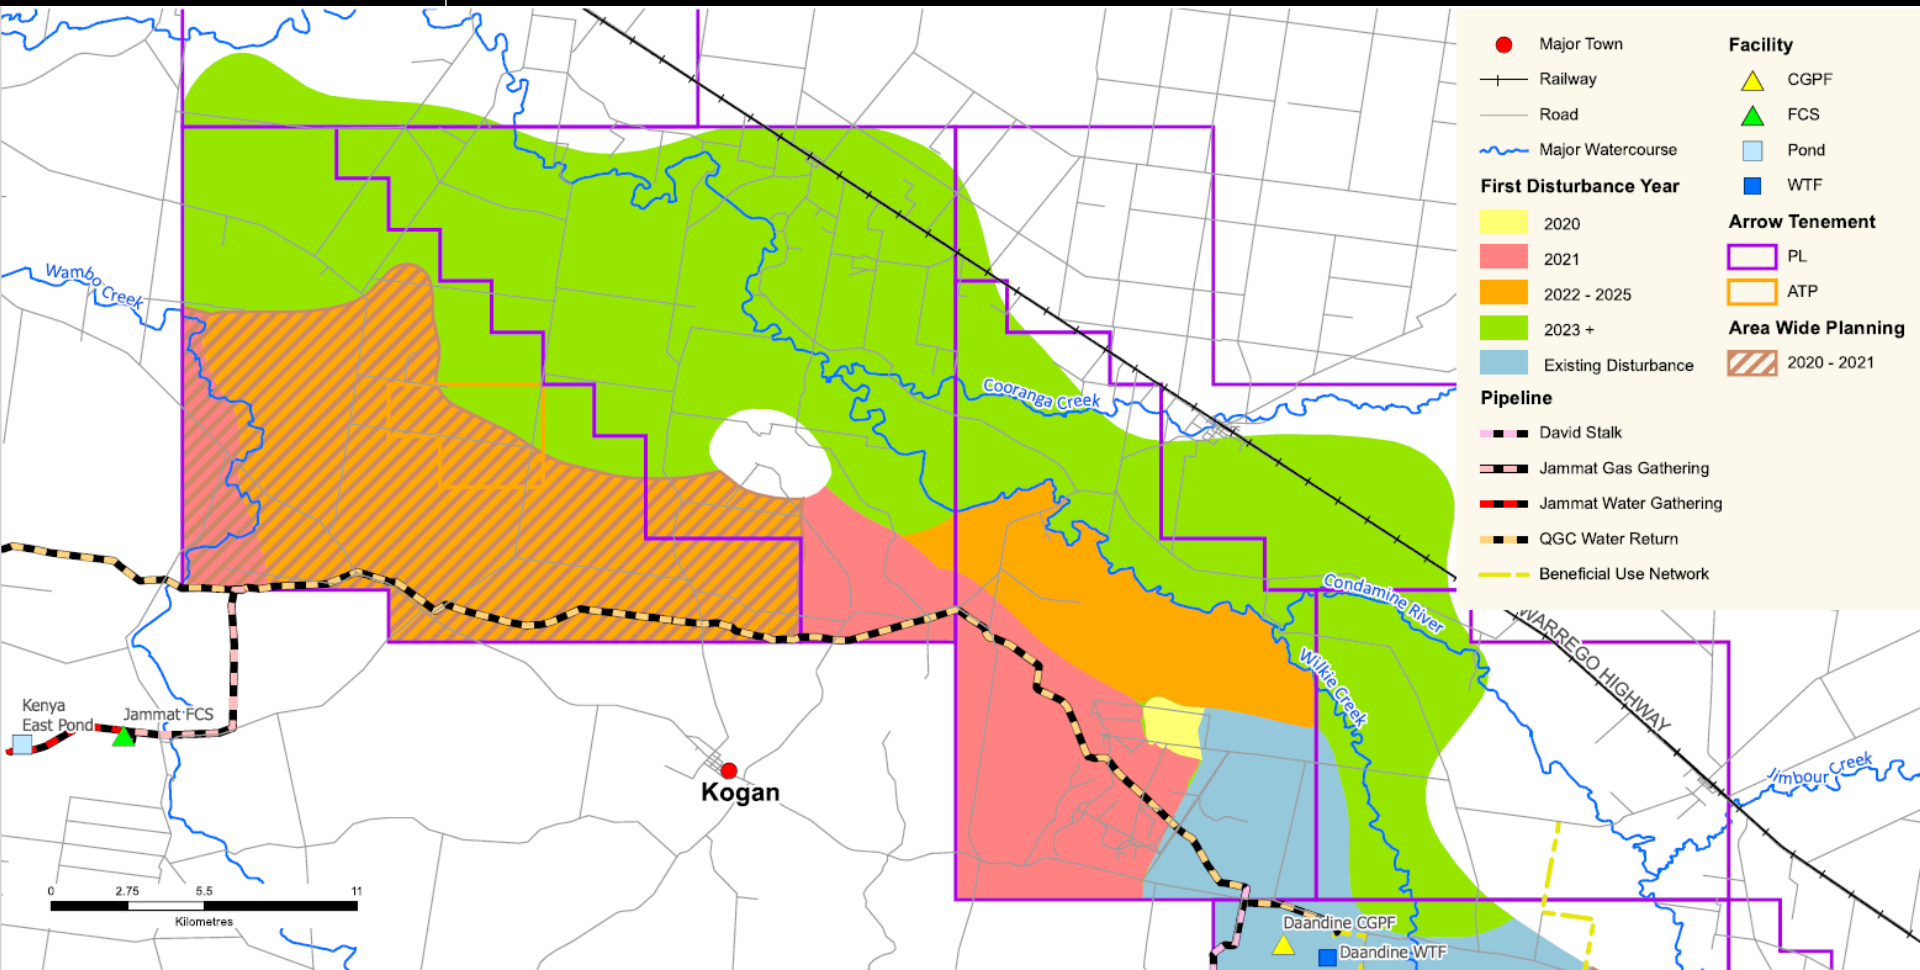 Major Town
Railway
Road
Major Watercourse
First Disturbance Year
2020
2021
2022 - 2025
2023 +
Existing Disturbance
Pipeline
David Stalk
Jammat Gas Gathering
Jammat Water Gathering
QGC Water Return
Beneficial Use Network
Facility
CGPF
FCS
Pond
WTF
Arrow Tenement
PL
ATP
Area Wide Planning
2020 - 2021
Wambo Creek
Cooranga Creek
Condamine River
Wilkie Creek
WARREGO HIGHWAY
Jimbour Creek
Kenya
East Pond
Jammat FCS
Kogan
0 2.75 5.5 11
Kilometres
Daandine CGPF
Daandine WTF